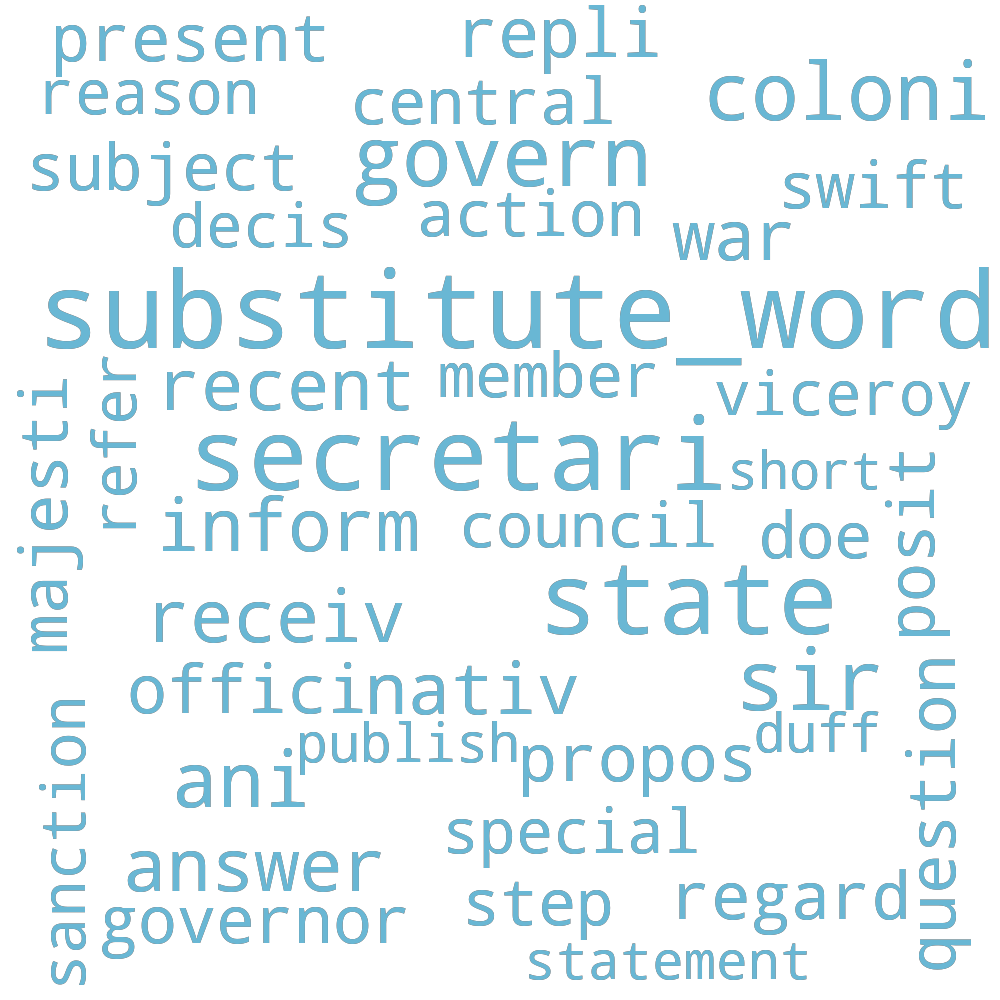 present
repli
reason
central
coloni
subject
govern
swift
decis
action
war
substitute_word
majesti
refer
recent
member
viceroy
secretari
short
posit
inform
council
doe
state
receiv
sir
offic
inativ
duff
question
sanction
publish
propos
ani
special
answer
step
regard
governor
statement